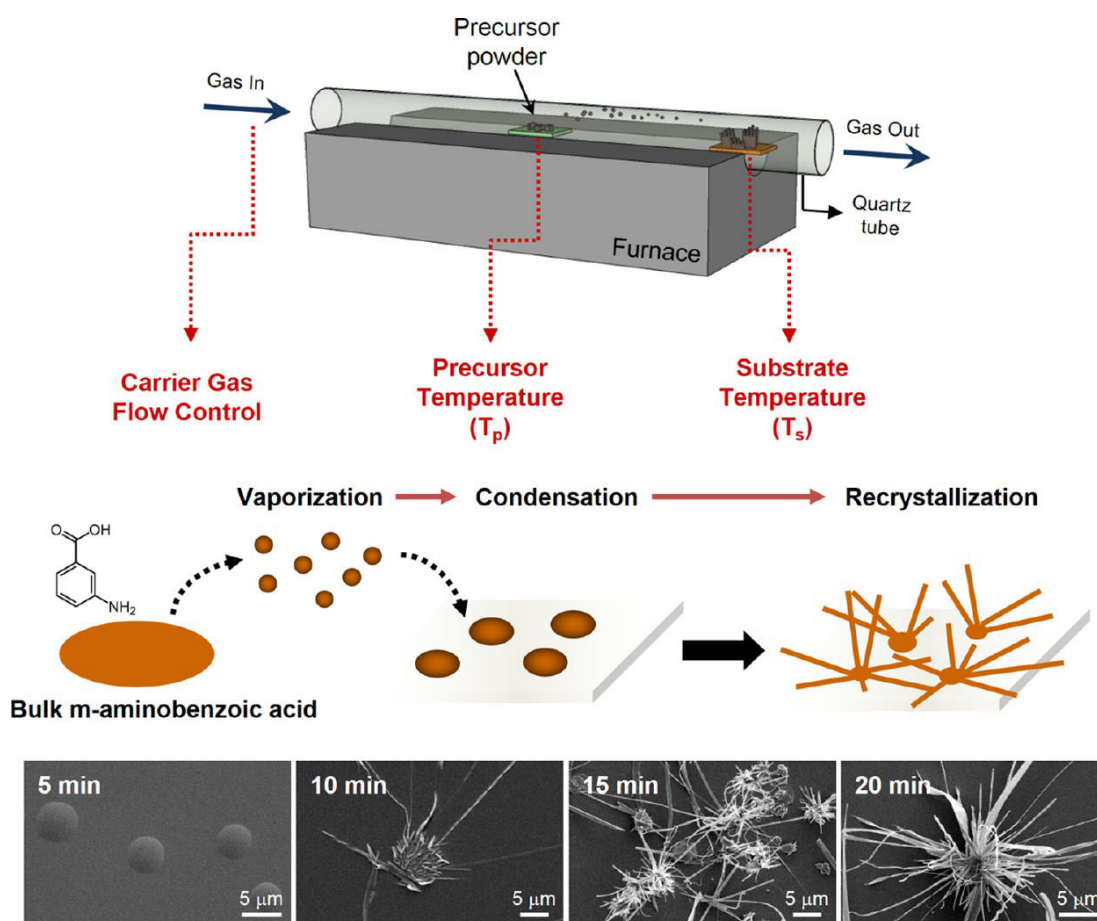 Precursor
powder
Gas In
Gas Out
Quartz
tube
Furnace
Carrier Gas
Flow Control
Precursor
Temperature
(Tp)
Substrate
Temperature
(Ts)
Vaporization
Condensation
Recrystallization
O
OH
NH2
Bulk m-aminobenzoic acid
5 min
5 μm
10 min
5 μm
15 min
5 μm
20 min
5 μm